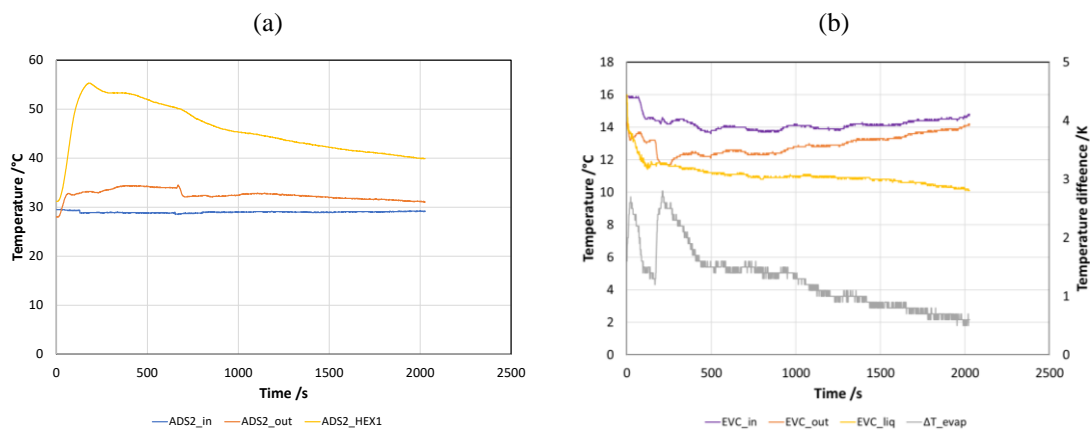 (a)
(b)
60
50
40
30
20
10
0
Temperature /°C
0 500 1000 1500 2000 2500
Time /s
ADS2_in ADS2_out ADS2_HEX1
18
16
14
12
10
8
6
4
2
0
Temperature /°C
5
4
3
2
1
0
Temperature difference /K
0 500 1000 1500 2000 2500
Time /s
EVC_in EVC_out EVC_liq ΔT_evap